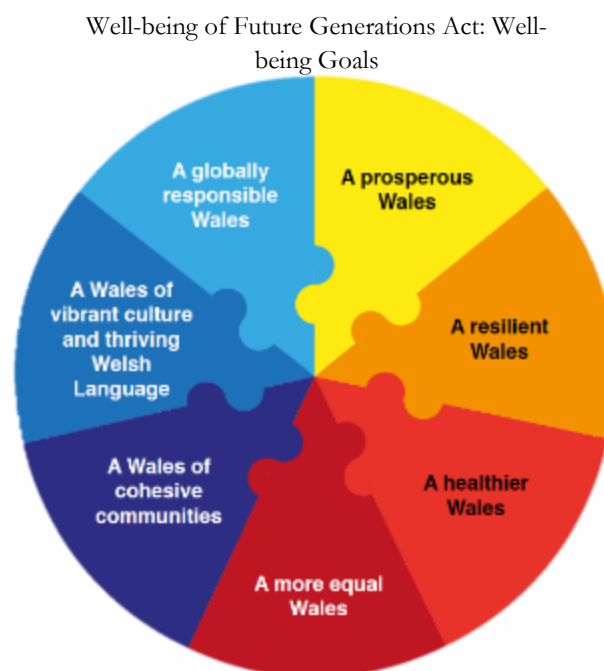 Well-being of Future Generations Act: Well-
being Goals
A globally
responsible
Wales
A prosperous
Wales
A Wales of
vibrant culture
and thriving
Welsh
Language
A resilient
Wales
A Wales of
cohesive
communities
A healthier
Wales
A more equal
Wales